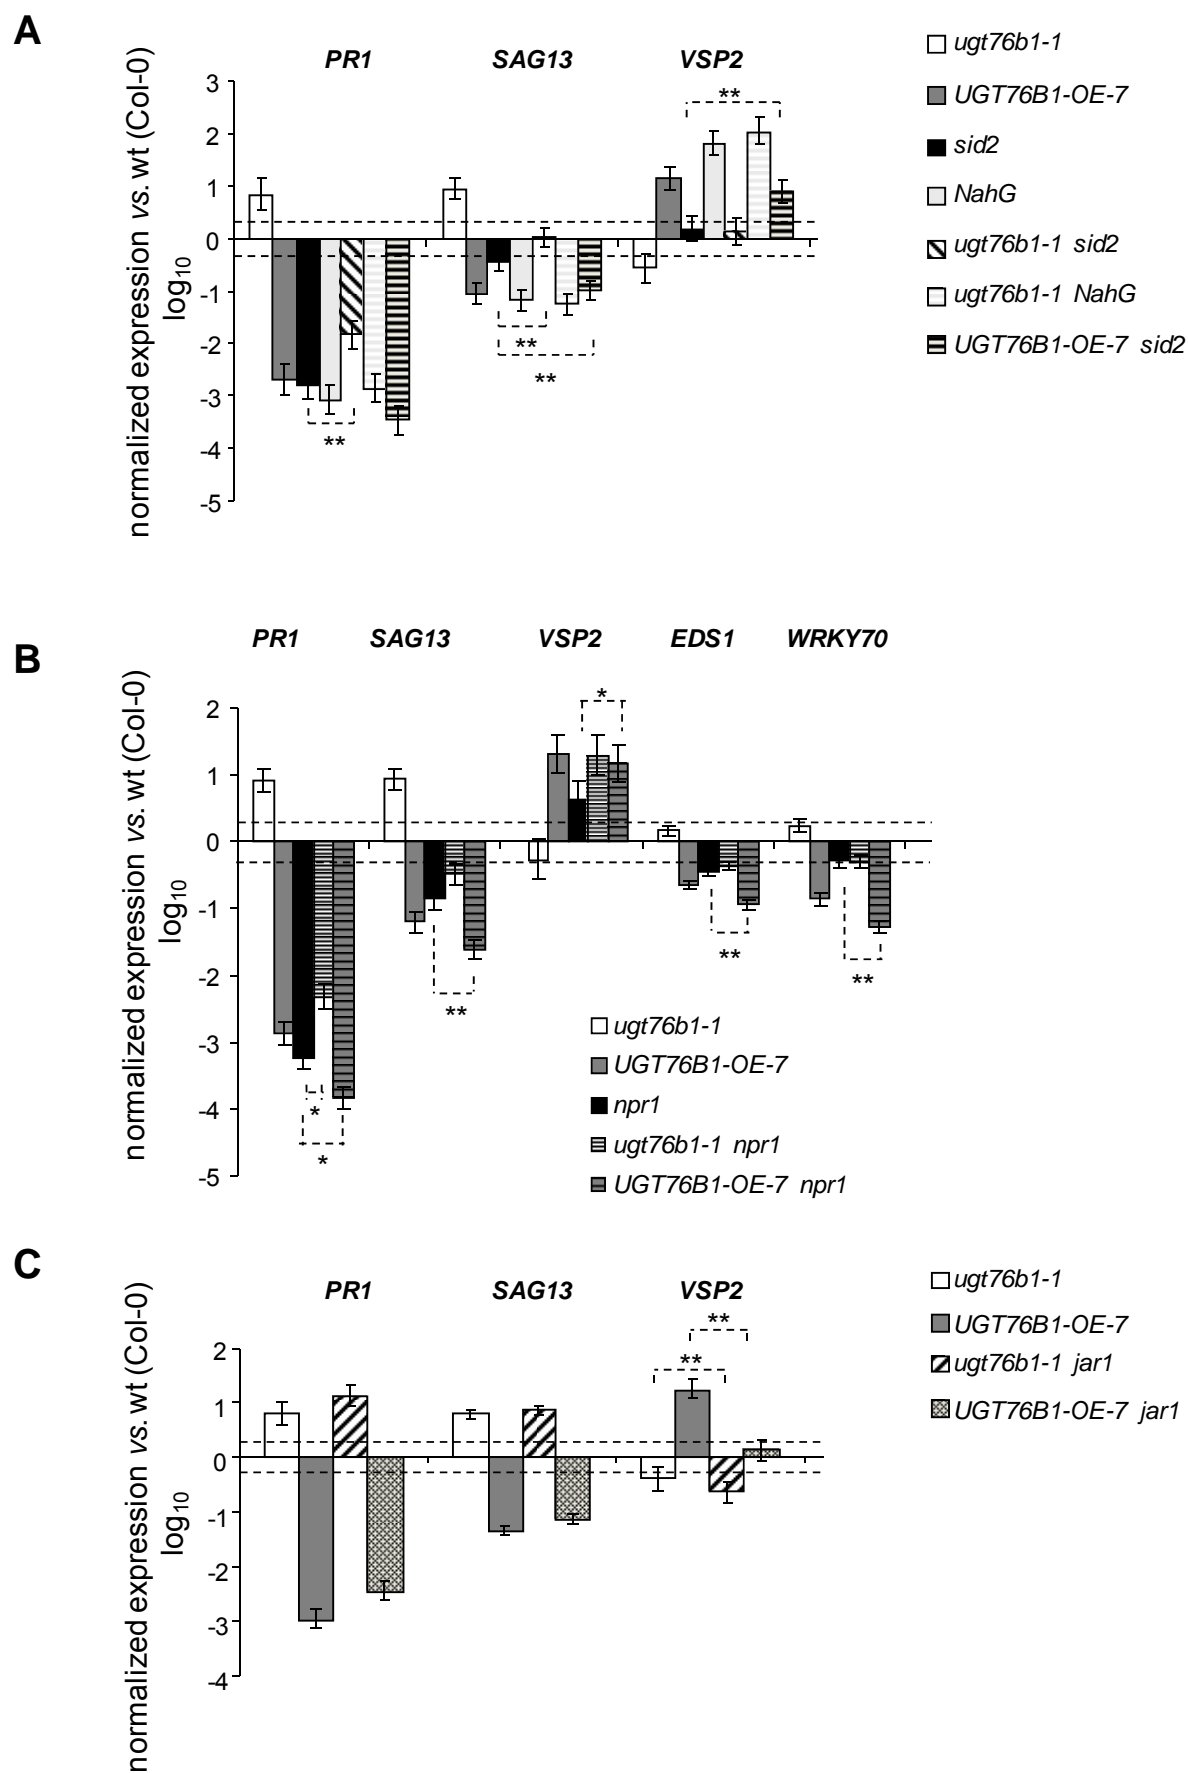 A
PR1 SAG13 VSP2
normalized expression vs. wt (Col-0)
log10
3
2
1
0
-1
-2
-3
-4
-5
**
**
**
**
ugt76b1-1
UGT76B1-OE-7
sid2
NahG
ugt76b1-1 sid2
ugt76b1-1 NahG
UGT76B1-OE-7 sid2
B
PR1 SAG13 VSP2 EDS1 WRKY70
normalized expression vs. wt (Col-0)
log10
2
1
0
-1
-2
-3
-4
-5
*
**
**
**
*
*
ugt76b1-1
UGT76B1-OE-7
npr1
ugt76b1-1 npr1
UGT76B1-OE-7 npr1
C
PR1 SAG13 VSP2
normalized expression vs. wt (Col-0)
log10
2
1
0
-1
-2
-3
-4
**
**
ugt76b1-1
UGT76B1-OE-7
ugt76b1-1 jar1
UGT76B1-OE-7 jar1